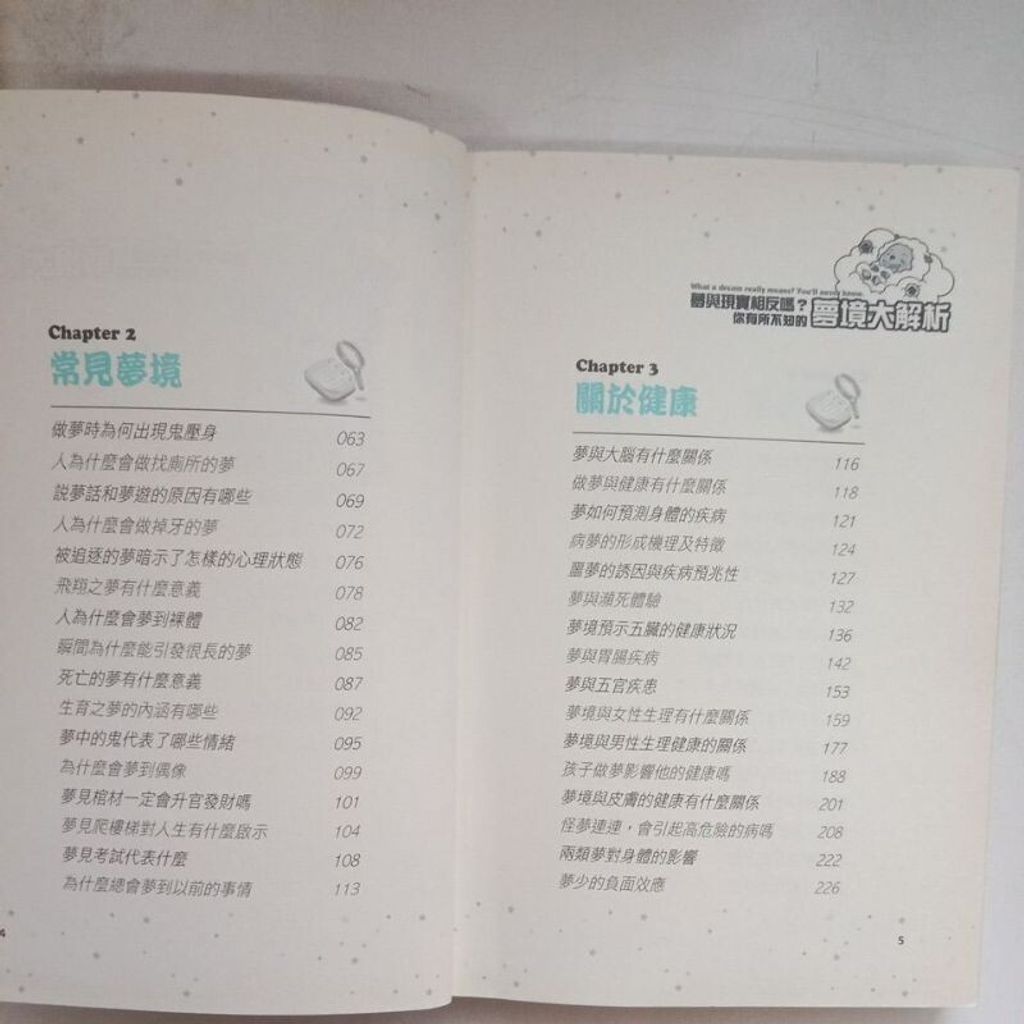 Chapter 2
常見夢境
做夢時為何出現鬼壓身 063
人為什麼會做找廁所的夢 067
說夢話和夢遊的原因有哪些 069
人為什麼會做掉牙的夢 072
被追逐的夢暗示了怎樣的心理狀態 076
飛翔之夢有什麼意義 078
人為什麼會夢到裸體 082
瞬間為什麼能引發很長的夢 085
死亡的夢有什麼意義 087
生育之夢的內涵有哪些 092
夢中的鬼代表了哪些情緒 095
為什麼會夢到偶像 099
夢見棺材一定會升官發財嗎 101
夢見爬樓梯對人生有什麼啟示 104
夢見考試代表什麼 108
為什麼總會夢到以前的事情 113
4
What a dream really means? You'll never know.
夢與現實相反嗎?
你有所不知的 夢境大解析
Chapter 3
關於健康
夢與大腦有什麼關係 116
做夢與健康有什麼關係 118
夢如何預測身體的疾病 121
病夢的形成機理及特徵 124
噩夢的誘因與疾病預兆性 127
夢與瀕死體驗 132
夢境預示五臟的健康狀況 136
夢與胃腸疾病 142
夢與五官疾患 153
夢境與女性生理有什麼關係 159
夢境與男性生理健康的關係 177
孩子做夢影響他的健康嗎 188
夢境與皮膚的健康有什麼關係 201
怪夢連連，會引起高危險的病嗎 208
兩類夢對身體的影響 222
夢少的負面效應 226
5